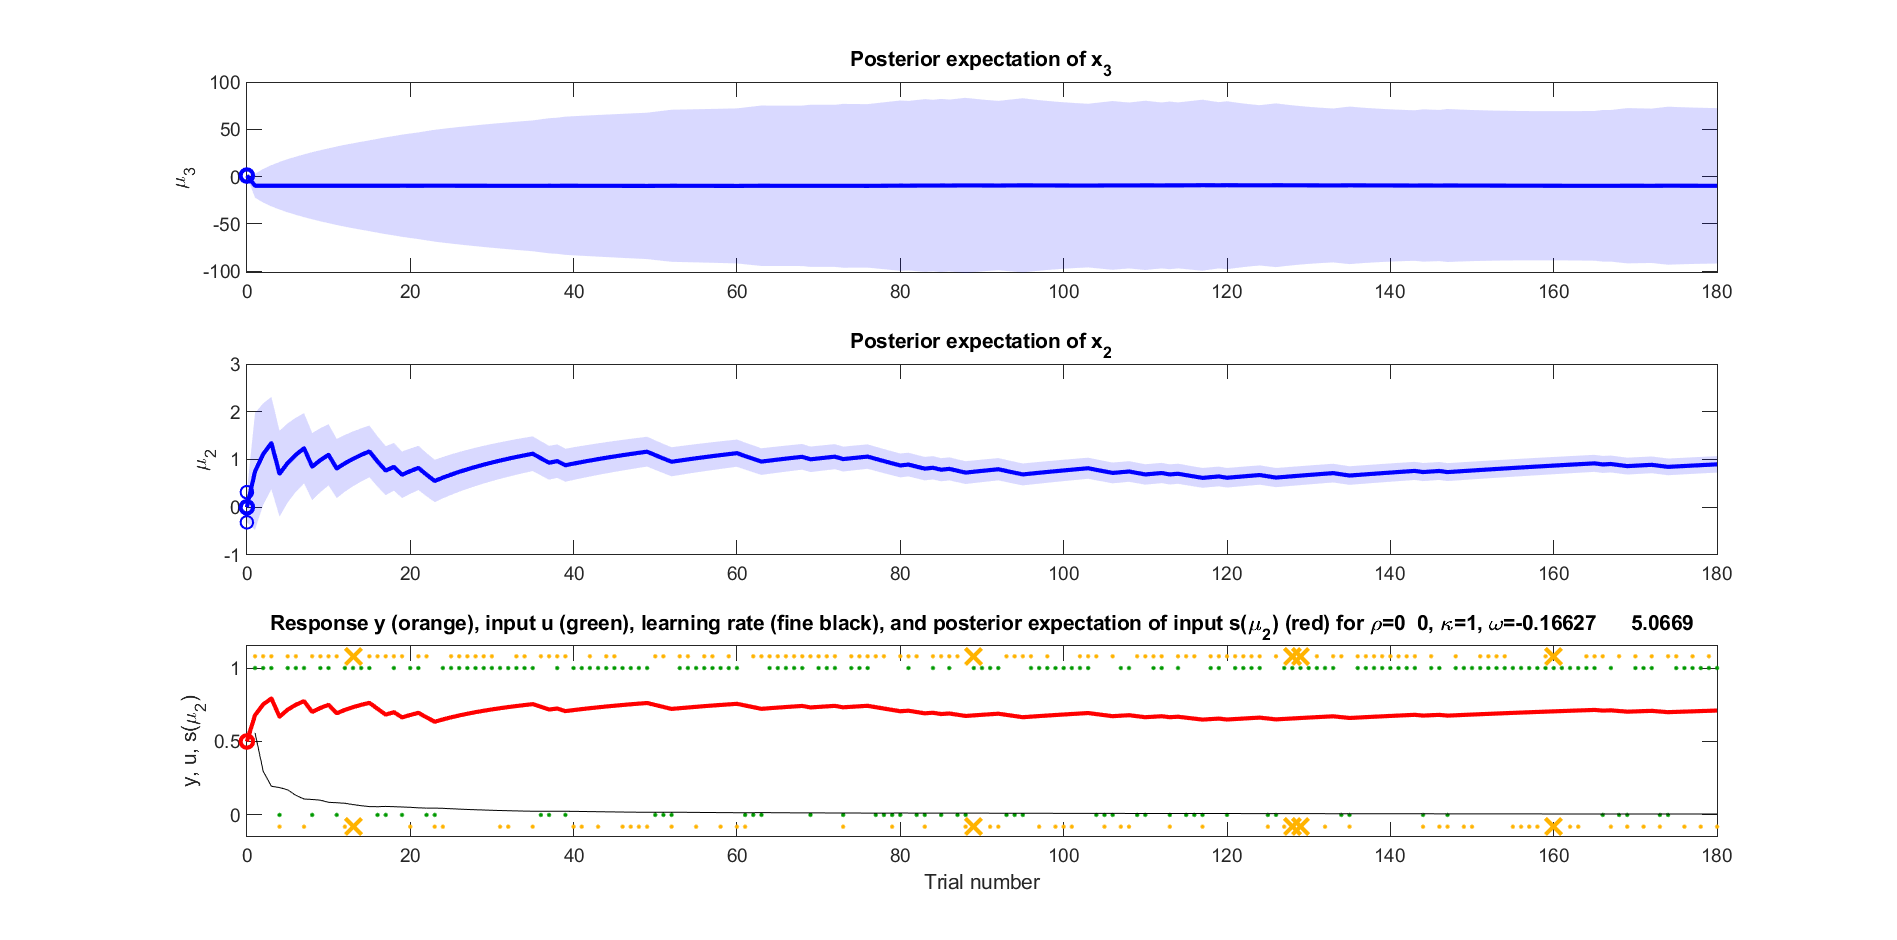 Posterior expectation of x₃
100
50
0
-50
-100
μ₃
0 20 40 60 80 100 120 140 160 180
Posterior expectation of x₂
3
2
1
0
-1
μ₂
0 20 40 60 80 100 120 140 160 180
Response y (orange), input u (green), learning rate (fine black), and posterior expectation of input s(μ₂) (red) for ρ=0 0, κ=1, ω=-0.16627 5.0669
1
0.5
0
y, u, s(μ₂)
0 20 40 60 80 100 120 140 160 180
Trial number